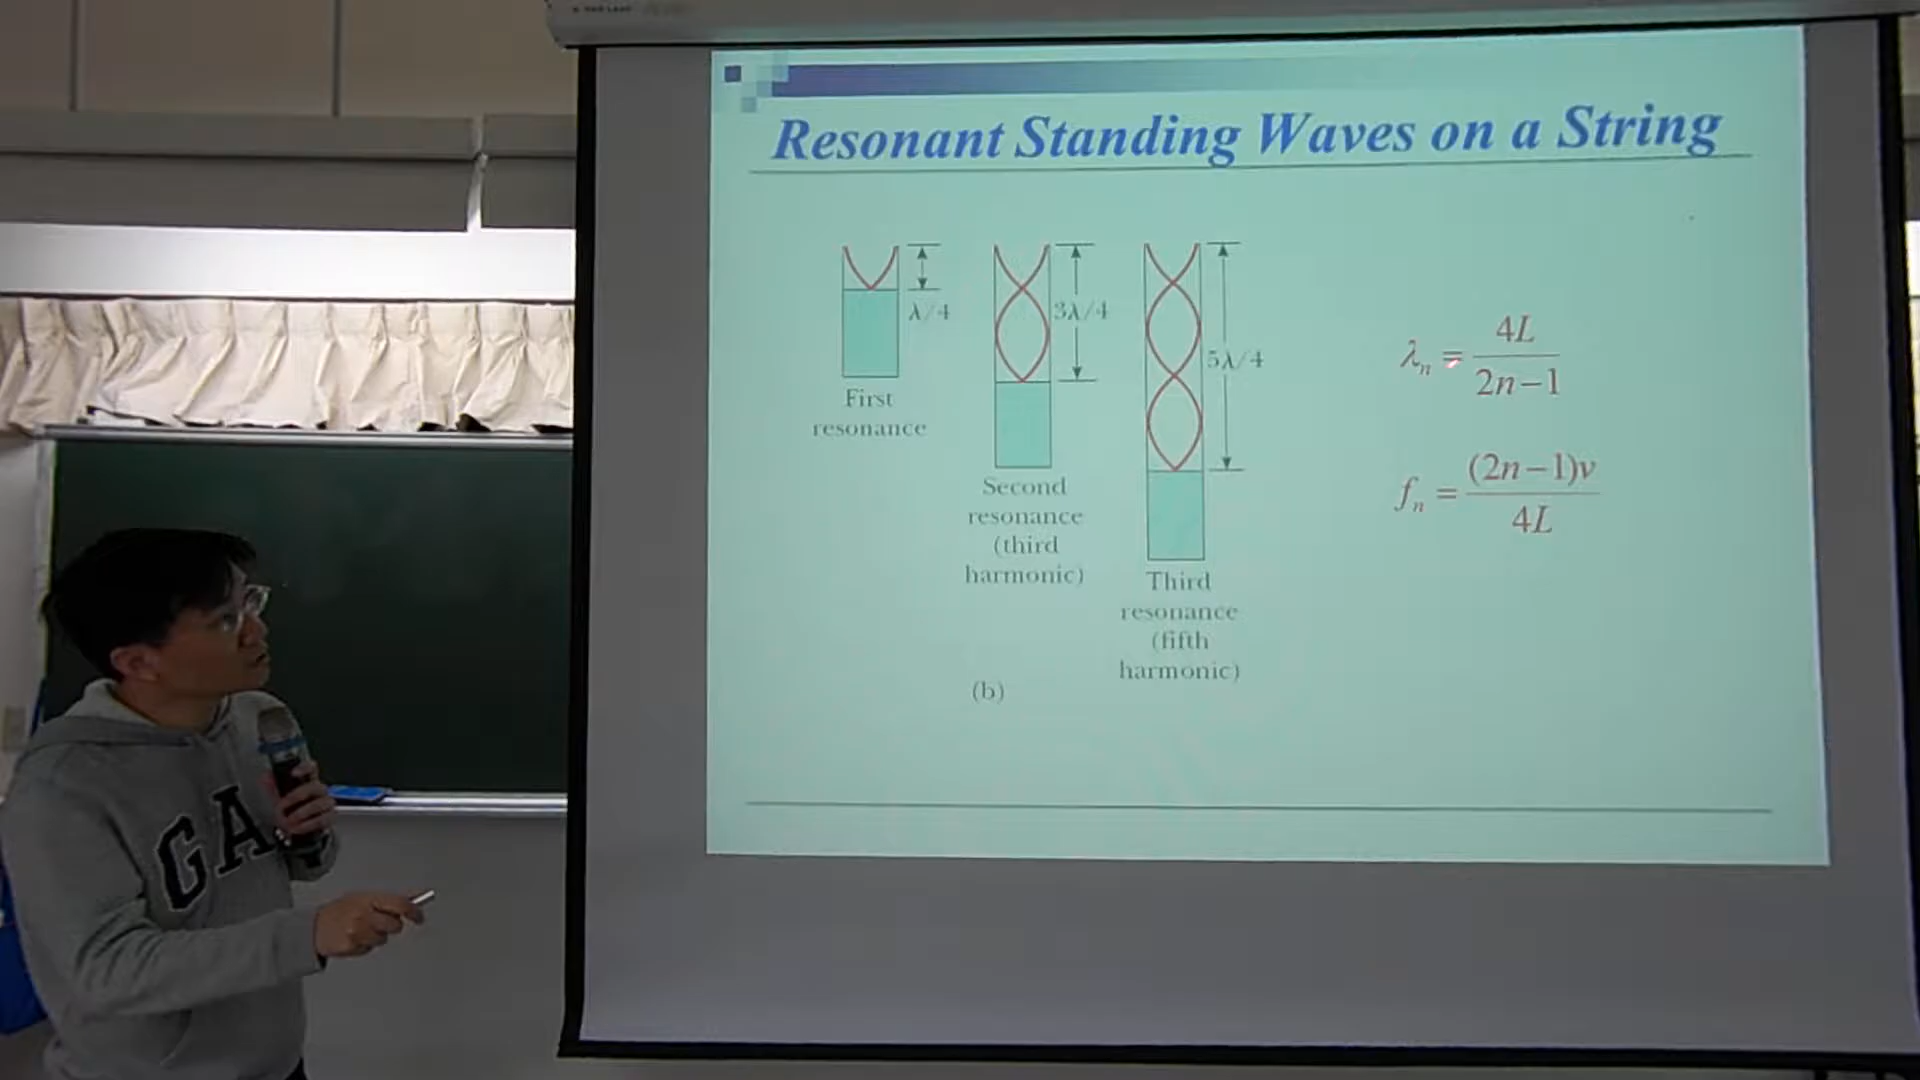 Resonant Standing Waves on a String
λ/4
First
resonance
3λ/4
Second
resonance
(third
harmonic)
5λ/4
Third
resonance
(fifth
harmonic)
(b)
λₙ = 4L / 2n−1
fₙ = (2n−1)v / 4L
GA